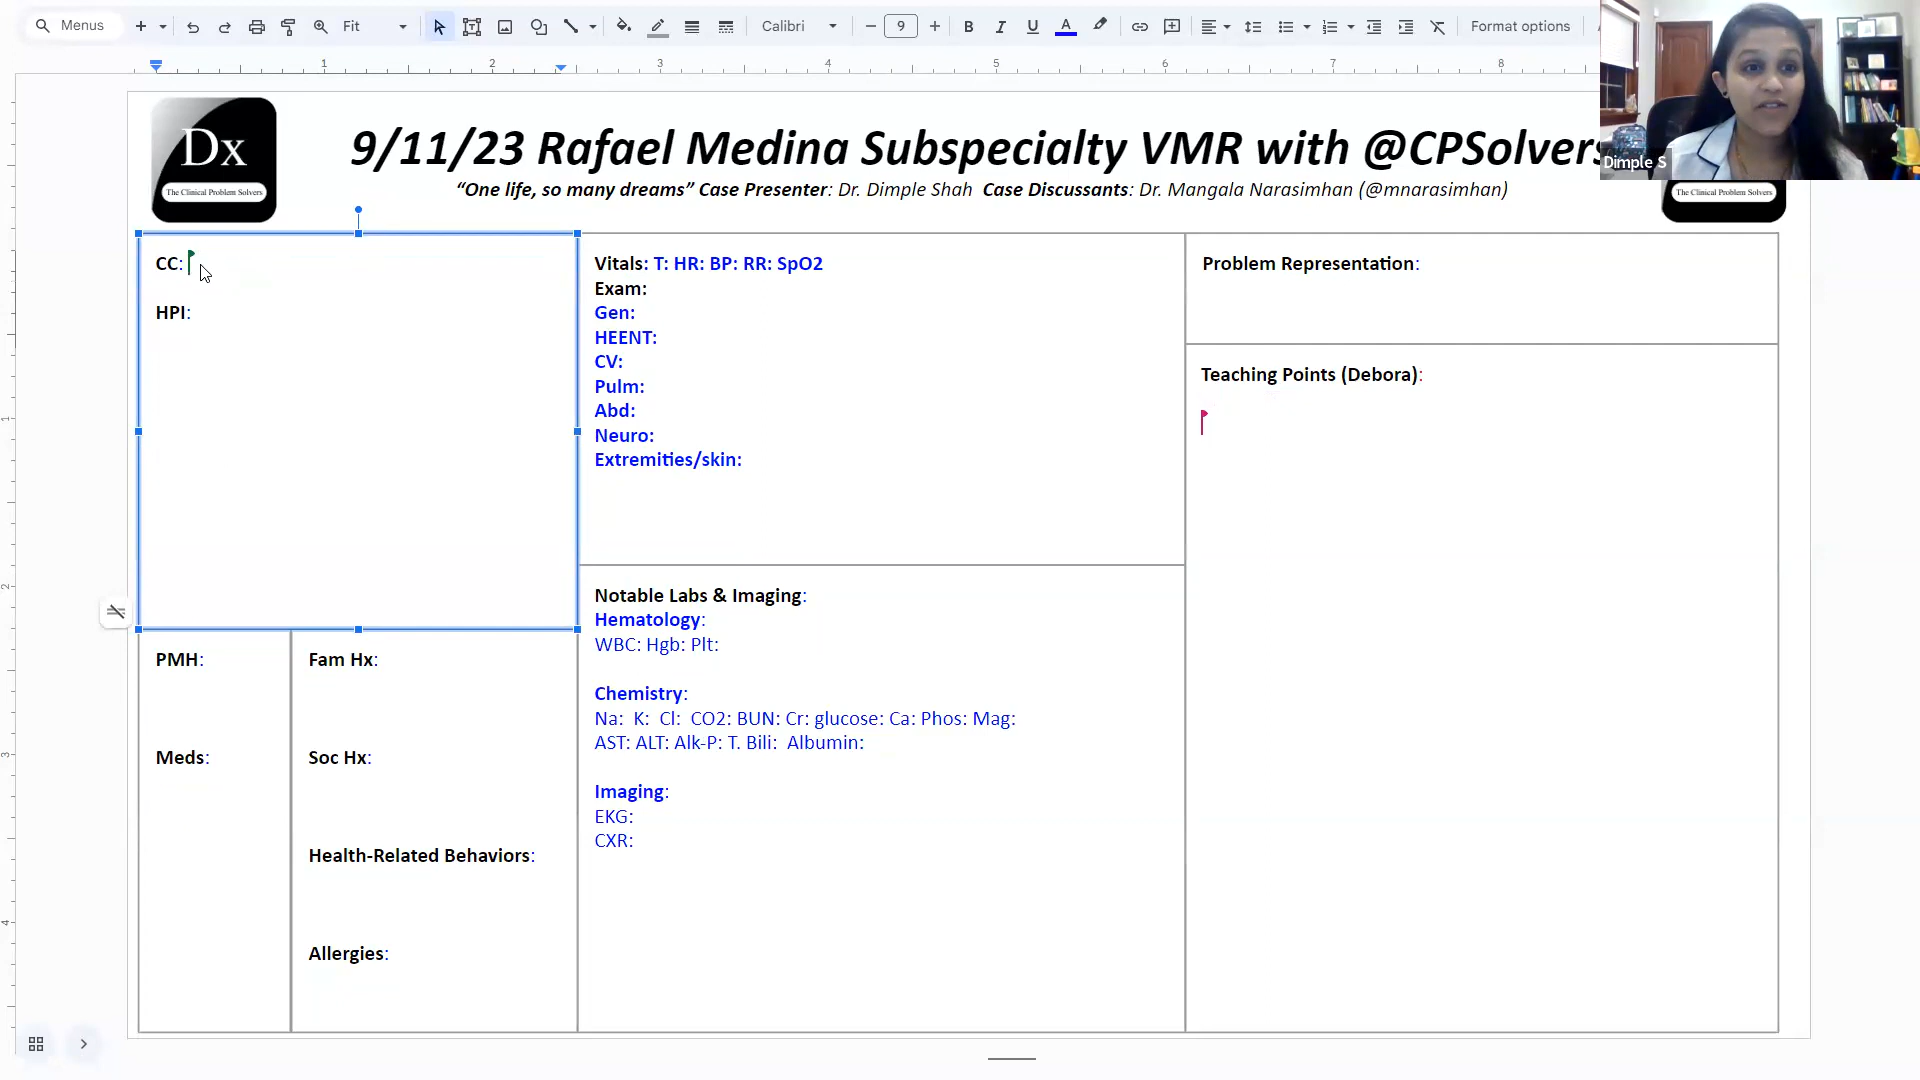 Menus
Fit
Calibri
9
Format options
1
2
3
4
5
6
7
8
Dimple S
Dx
The Clinical Problem Solvers
9/11/23 Rafael Medina Subspecialty VMR with @CPSolvers
"One life, so many dreams" Case Presenter: Dr. Dimple Shah Case Discussants: Dr. Mangala Narasimhan (@mnarasimhan)
The Clinical Problem Solvers
CC:
HPI:
PMH:
Meds:
Fam Hx:
Soc Hx:
Health-Related Behaviors:
Allergies:
Vitals: T: HR: BP: RR: SpO2
Exam:
Gen:
HEENT:
CV:
Pulm:
Abd:
Neuro:
Extremities/skin:
Notable Labs & Imaging:
Hematology:
WBC: Hgb: Plt:
Chemistry:
Na: K: Cl: CO2: BUN: Cr: glucose: Ca: Phos: Mag:
AST: ALT: Alk-P: T. Bili: Albumin:
Imaging:
EKG:
CXR:
Problem Representation:
Teaching Points (Debora):
1
2
3
4